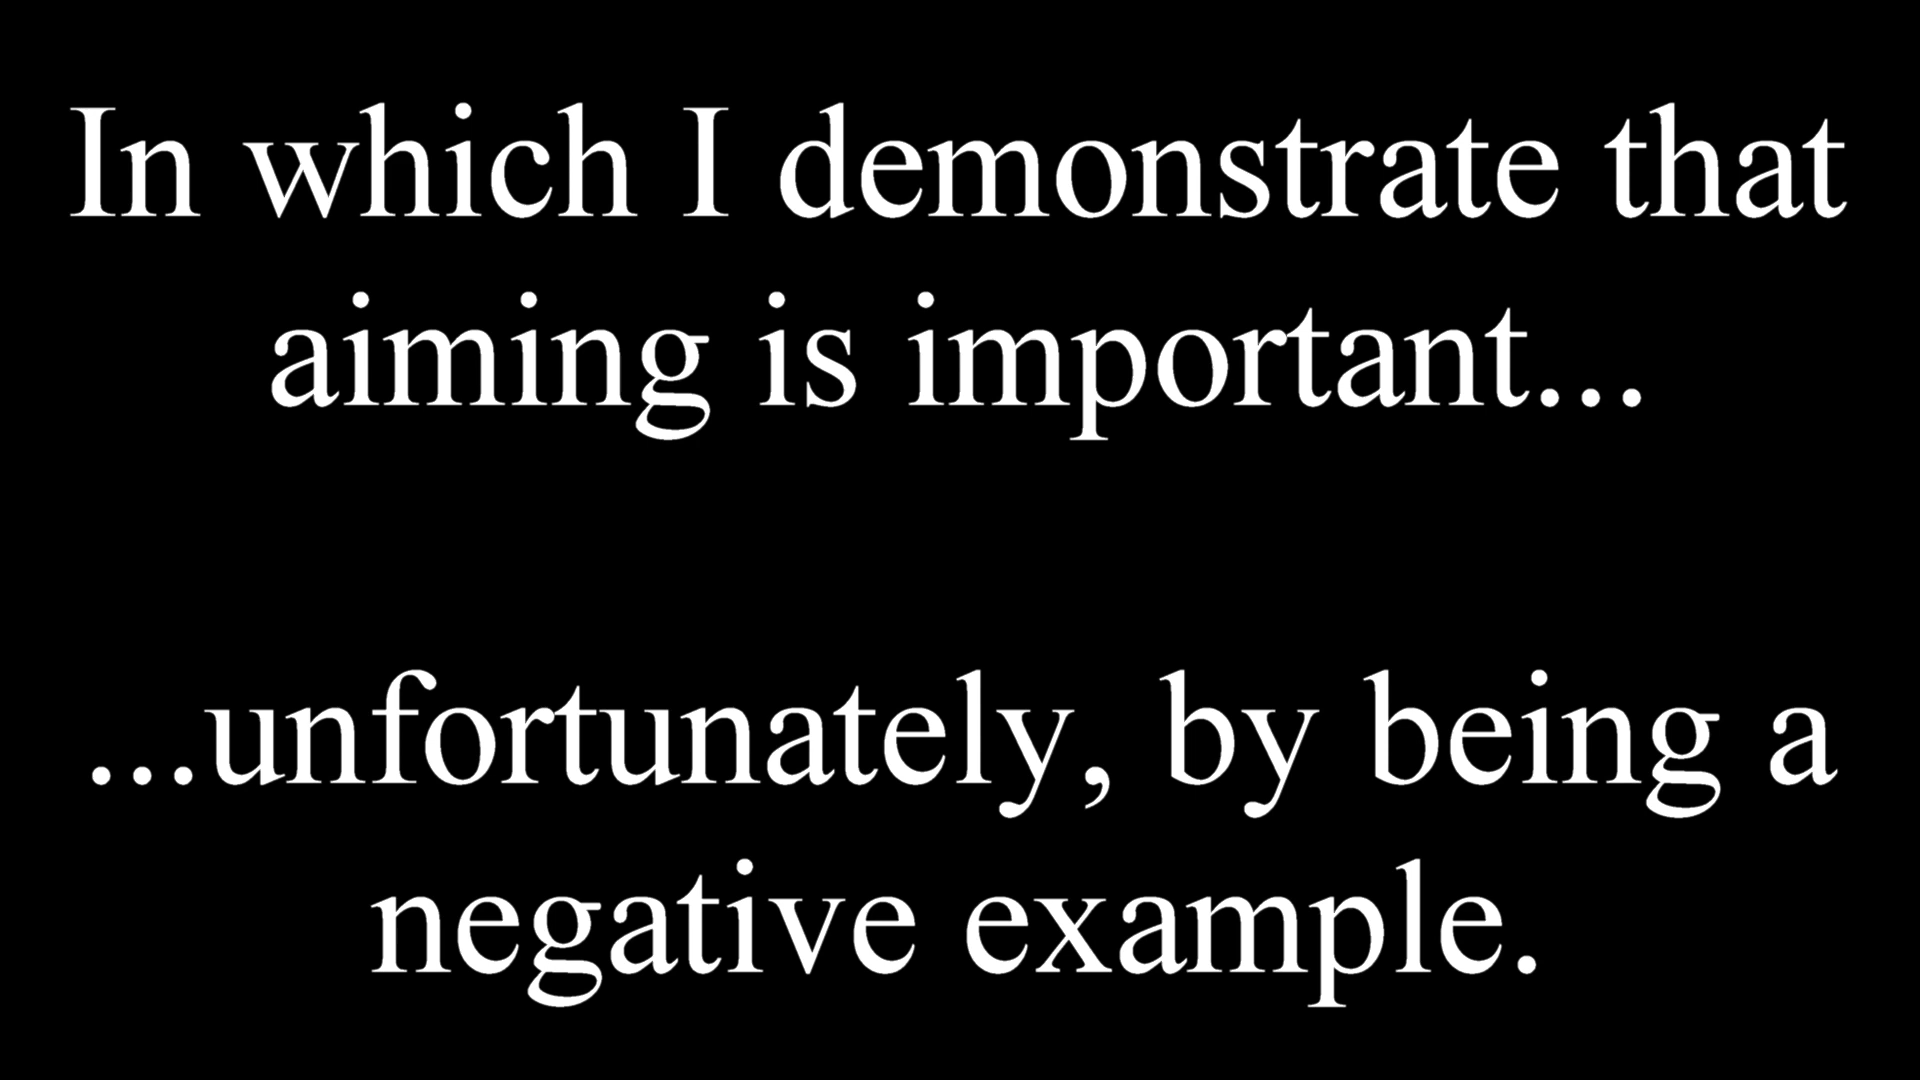 In which I demonstrate that
aiming is important...
...unfortunately, by being a
negative example.